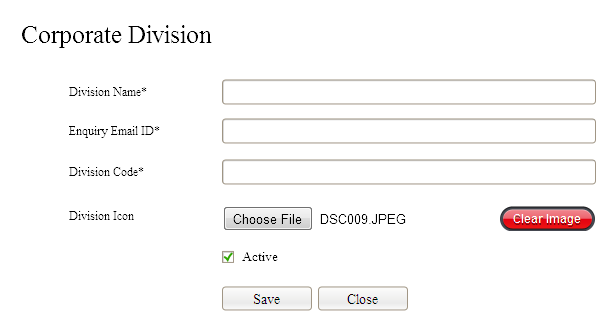 Corporate Division
Division Name*
Enquiry Email ID*
Division Code*
Division Icon Choose File DSC009.JPEG Clear Image
Active
Save Close